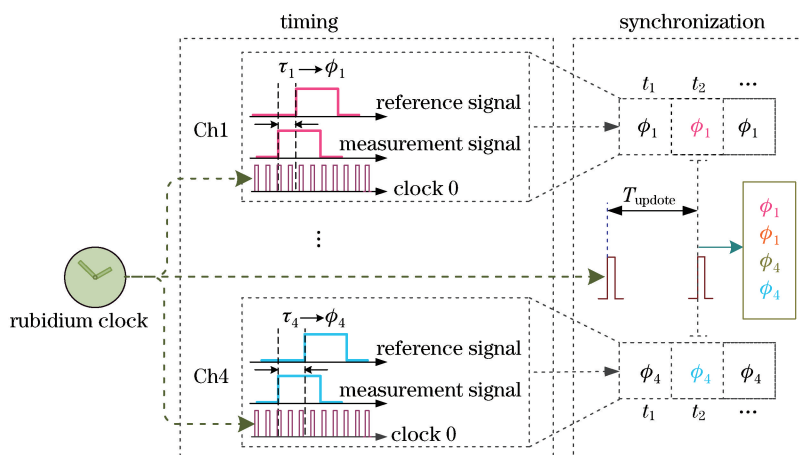 timing
synchronization
τ1→ϕ1
reference signal
Ch1
measurement signal
clock 0
t1 t2 ...
ϕ1 ϕ1 ϕ1
Tupdote
ϕ1
ϕ1
ϕ4
ϕ4
⋮
rubidium clock
τ4→ϕ4
reference signal
Ch4
measurement signal
clock 0
ϕ4 ϕ4 ϕ4
t1 t2 ...